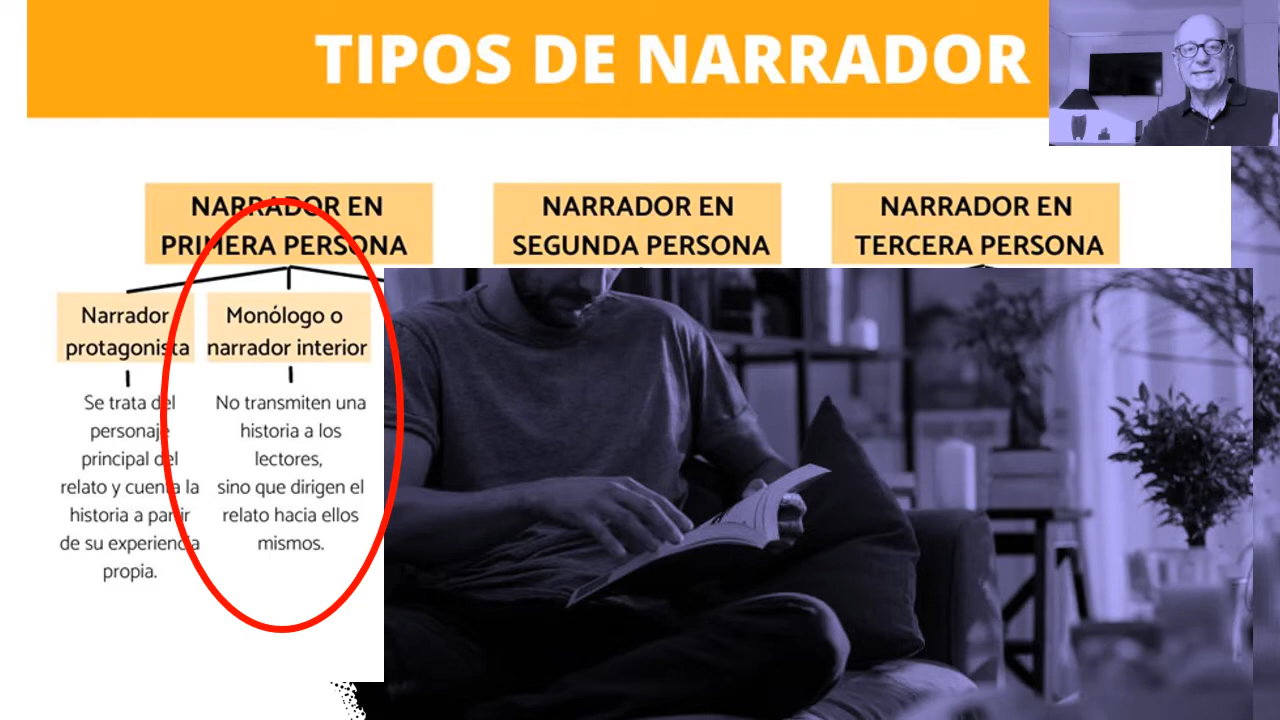 TIPOS DE NARRADOR
NARRADOR EN
PRIMERA PERSONA
NARRADOR EN
SEGUNDA PERSONA
NARRADOR EN
TERCERA PERSONA
Narrador
protagonista
Se trata del
personaje
principal del
relato y cuenta la
historia a partir
de su experiencia
propia.
Monólogo o
narrador interior
No transmiten una
historia a los
lectores,
sino que dirigen el
relato hacia ellos
mismos.